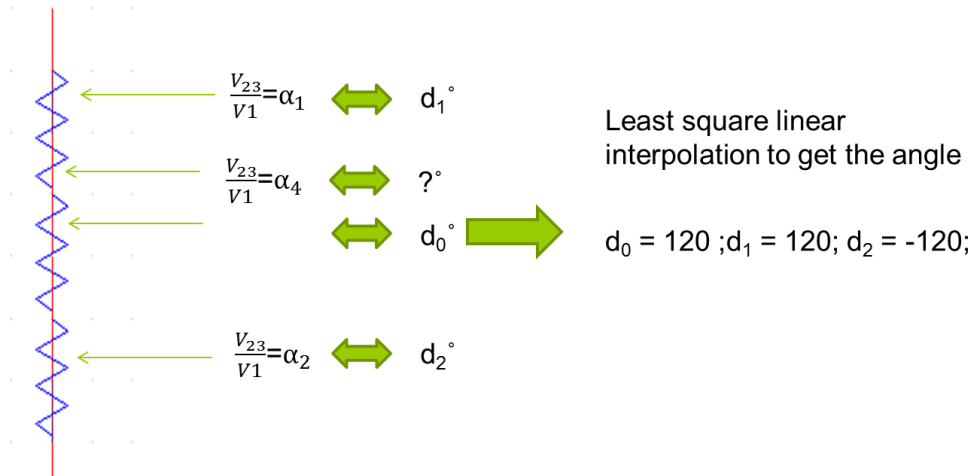 V₂₃/V1=α₁ d₁°
V₂₃/V1=α₄ ?°
d₀°
V₂₃/V1=α₂ d₂°
Least square linear
interpolation to get the angle
d₀ = 120 ;d₁ = 120; d₂ = -120;